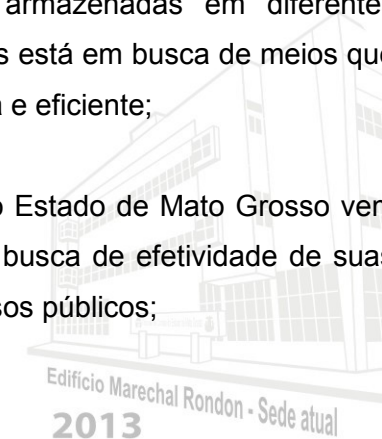 armazenadas em diferente
s está em busca de meios que
a e eficiente;
o Estado de Mato Grosso ven
busca de efetividade de suas
sos públicos;
Edifício Marechal Rondon - Sede atual
2013